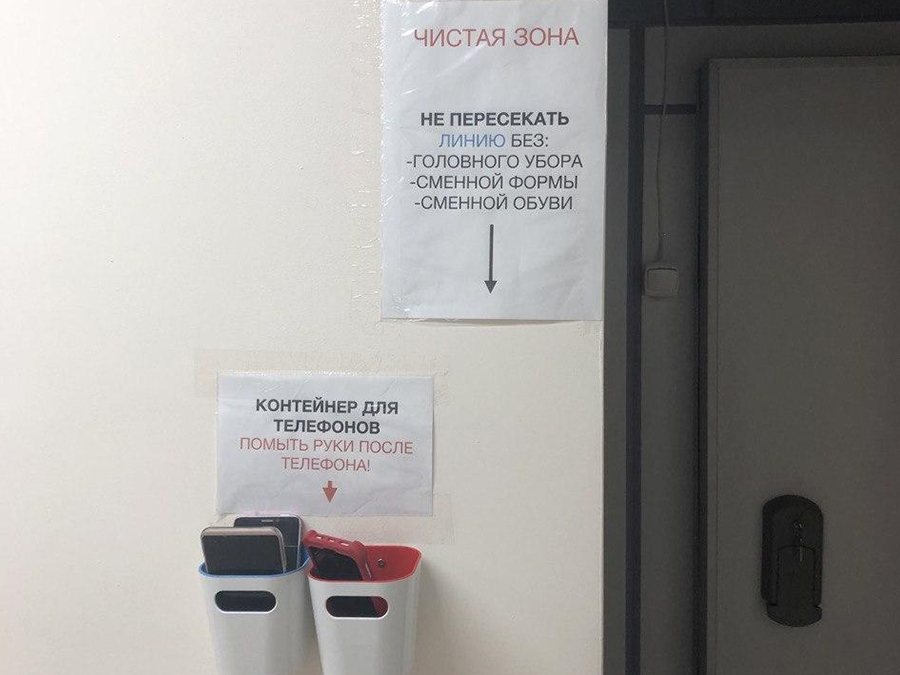 ЧИСТАЯ ЗОНА
НЕ ПЕРЕСЕКАТЬ
ЛИНИЮ БЕЗ:
-ГОЛОВНОГО УБОРА
-СМЕННОЙ ФОРМЫ
-СМЕННОЙ ОБУВИ
КОНТЕЙНЕР ДЛЯ
ТЕЛЕФОНОВ
ПОМЫТЬ РУКИ ПОСЛЕ
ТЕЛЕФОНА!